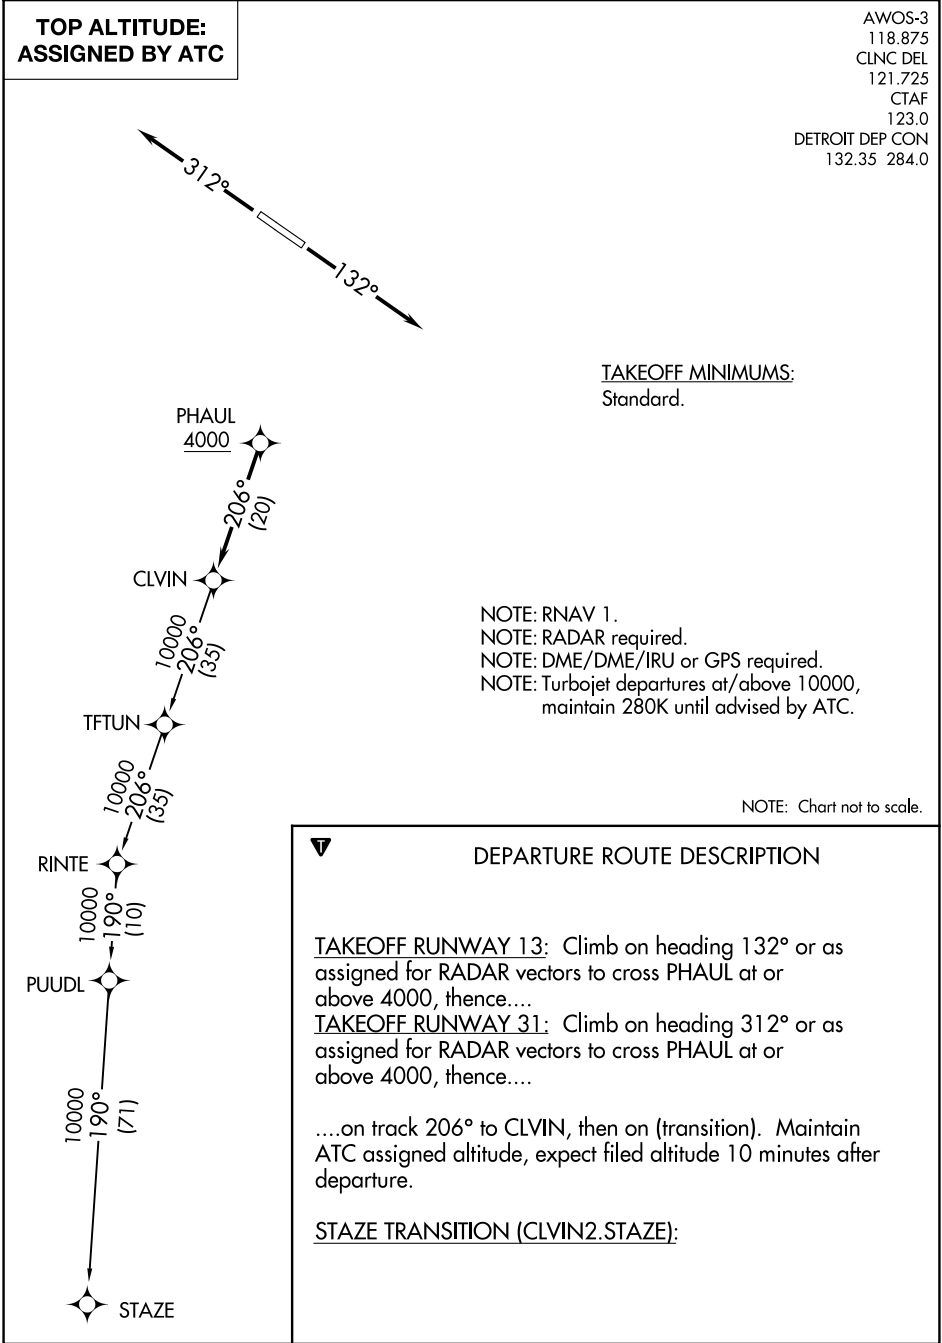 TOP ALTITUDE:
ASSIGNED BY ATC
AWOS-3
118.875
CLNC DEL
121.725
CTAF
123.0
DETROIT DEP CON
132.35 284.0
312°
132°
TAKEOFF MINIMUMS:
Standard.
PHAUL
4000
206°
(20)
CLVIN
10000
206°
(35)
NOTE: RNAV 1.
NOTE: RADAR required.
NOTE: DME/DME/IRU or GPS required.
NOTE: Turbojet departures at/above 10000,
maintain 280K until advised by ATC.
TFTUN
10000
206°
(35)
NOTE: Chart not to scale.
RINTE
10000
190°
(10)
PUUDL
10000
190°
(71)
STAZE
T
DEPARTURE ROUTE DESCRIPTION
TAKEOFF RUNWAY 13: Climb on heading 132° or as
assigned for RADAR vectors to cross PHAUL at or
above 4000, thence....
TAKEOFF RUNWAY 31: Climb on heading 312° or as
assigned for RADAR vectors to cross PHAUL at or
above 4000, thence....
....on track 206° to CLVIN, then on (transition). Maintain
ATC assigned altitude, expect filed altitude 10 minutes after
departure.
STAZE TRANSITION (CLVIN2.STAZE):